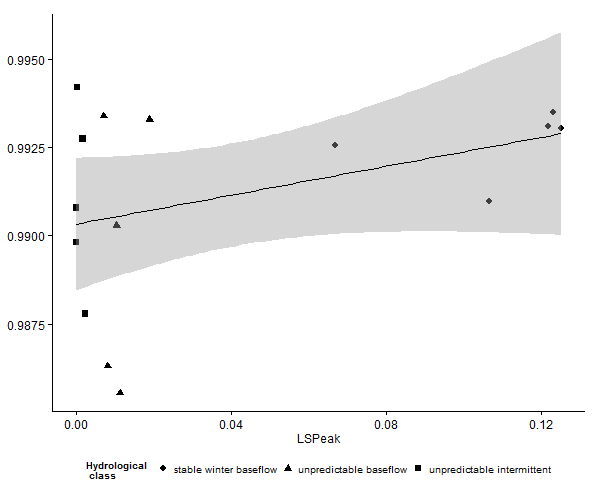 0.9950
0.9925
0.9900
0.9875
0.00 0.04 0.08 0.12
LSPeak
Hydrological
class
stable winter baseflow unpredictable baseflow unpredictable intermittent